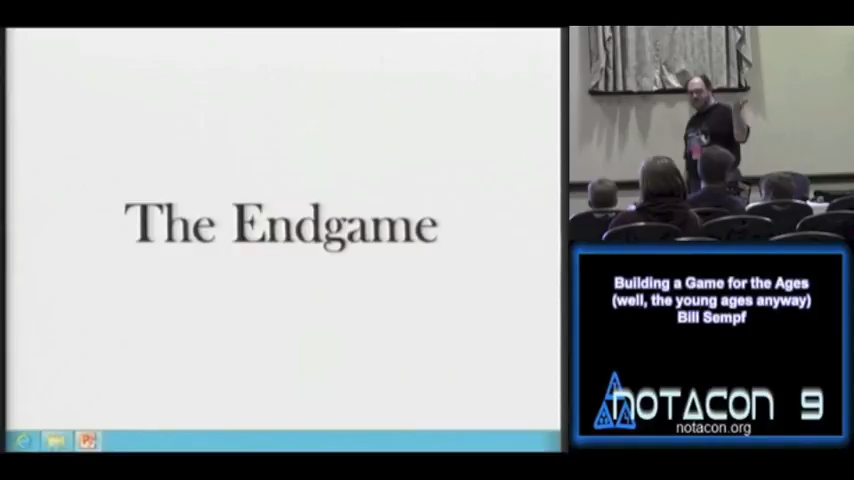 The Endgame
Building a Game for the Ages
(well, the young ages anyway)
Bill Sempf
NOTACON 9
notacon.org